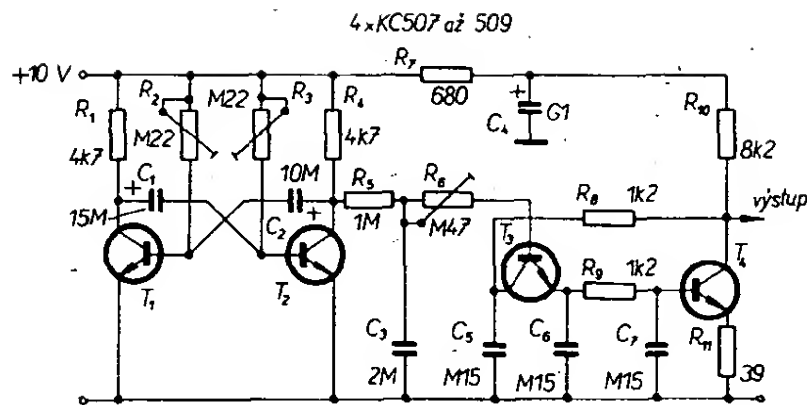 4xKC507 až 509
+10 V
R7
680
+
C4
G1
R10
8k2
R1
4k7
R2
M22
M22
R3
R4
4k7
C1
+
15M
10M
C2
+
R5
1M
R6
M47
R8
1k2
výstup
T1
T2
T3
R9
1k2
T4
C3
2M
C5
M15
C6
M15
C7
M15
R11
39